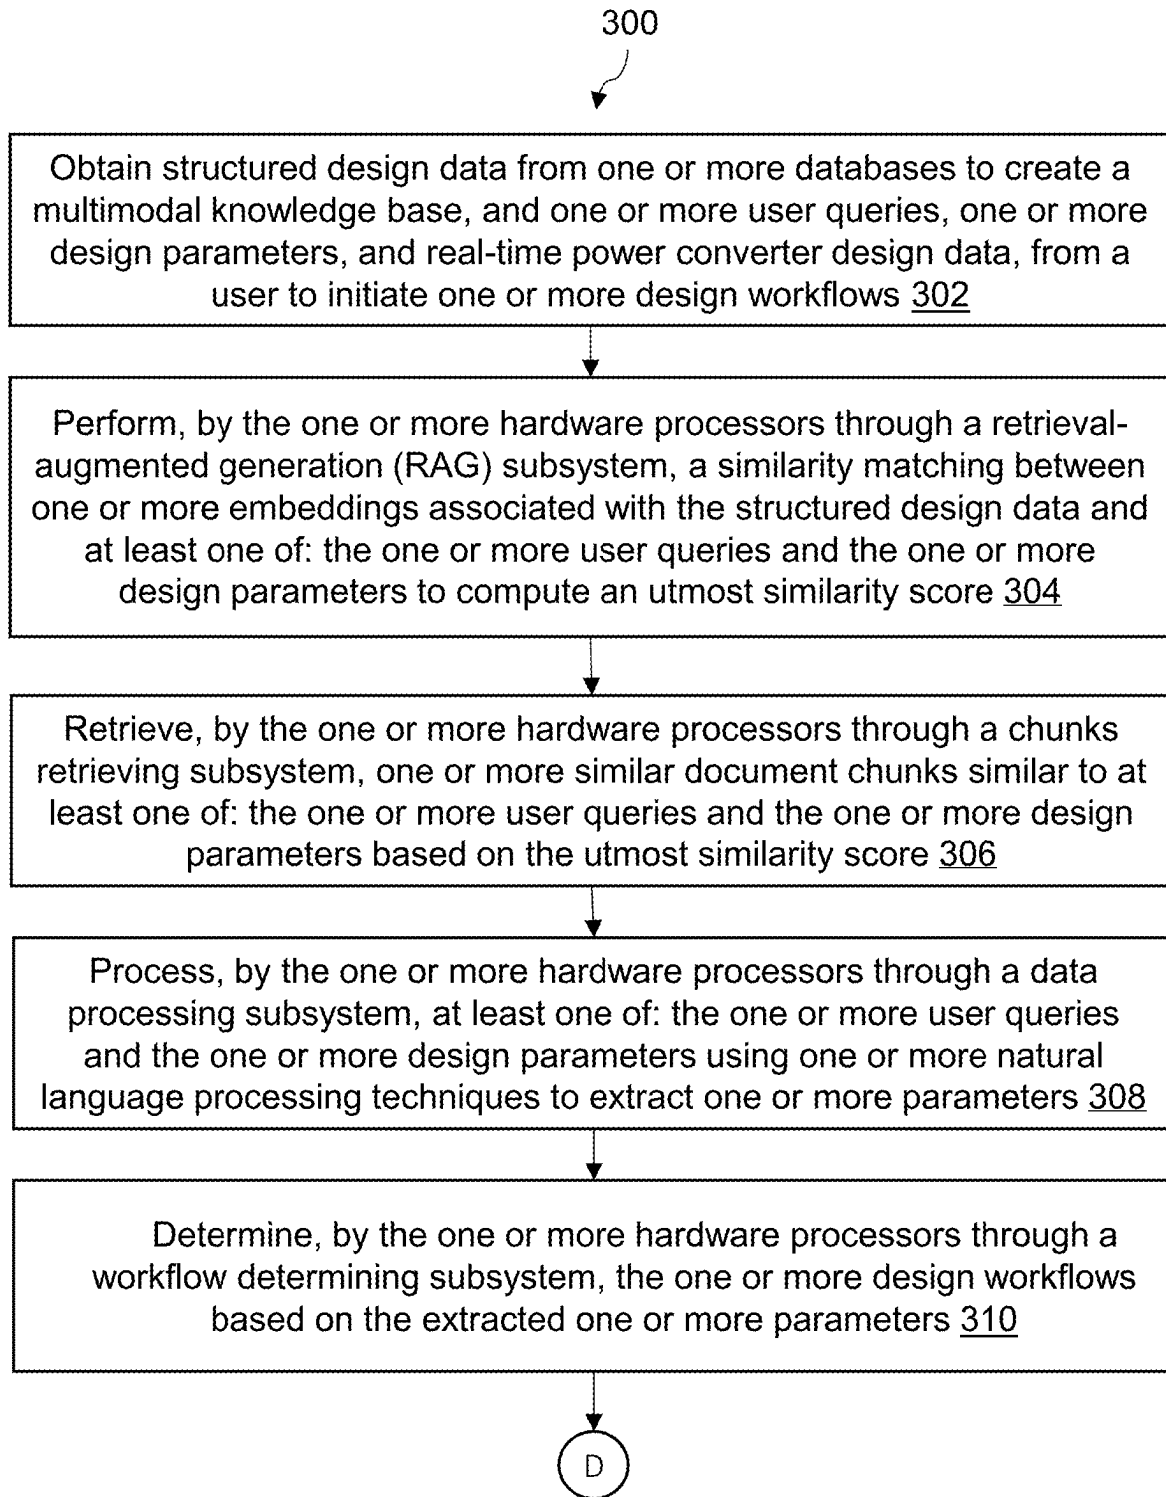 300
Obtain structured design data from one or more databases to create a
multimodal knowledge base, and one or more user queries, one or more
design parameters, and real-time power converter design data, from a
user to initiate one or more design workflows 302
Perform, by the one or more hardware processors through a retrieval-
augmented generation (RAG) subsystem, a similarity matching between
one or more embeddings associated with the structured design data and
at least one of: the one or more user queries and the one or more
design parameters to compute an utmost similarity score 304
Retrieve, by the one or more hardware processors through a chunks
retrieving subsystem, one or more similar document chunks similar to at
least one of: the one or more user queries and the one or more design
parameters based on the utmost similarity score 306
Process, by the one or more hardware processors through a data
processing subsystem, at least one of: the one or more user queries
and the one or more design parameters using one or more natural
language processing techniques to extract one or more parameters 308
Determine, by the one or more hardware processors through a
workflow determining subsystem, the one or more design workflows
based on the extracted one or more parameters 310
D